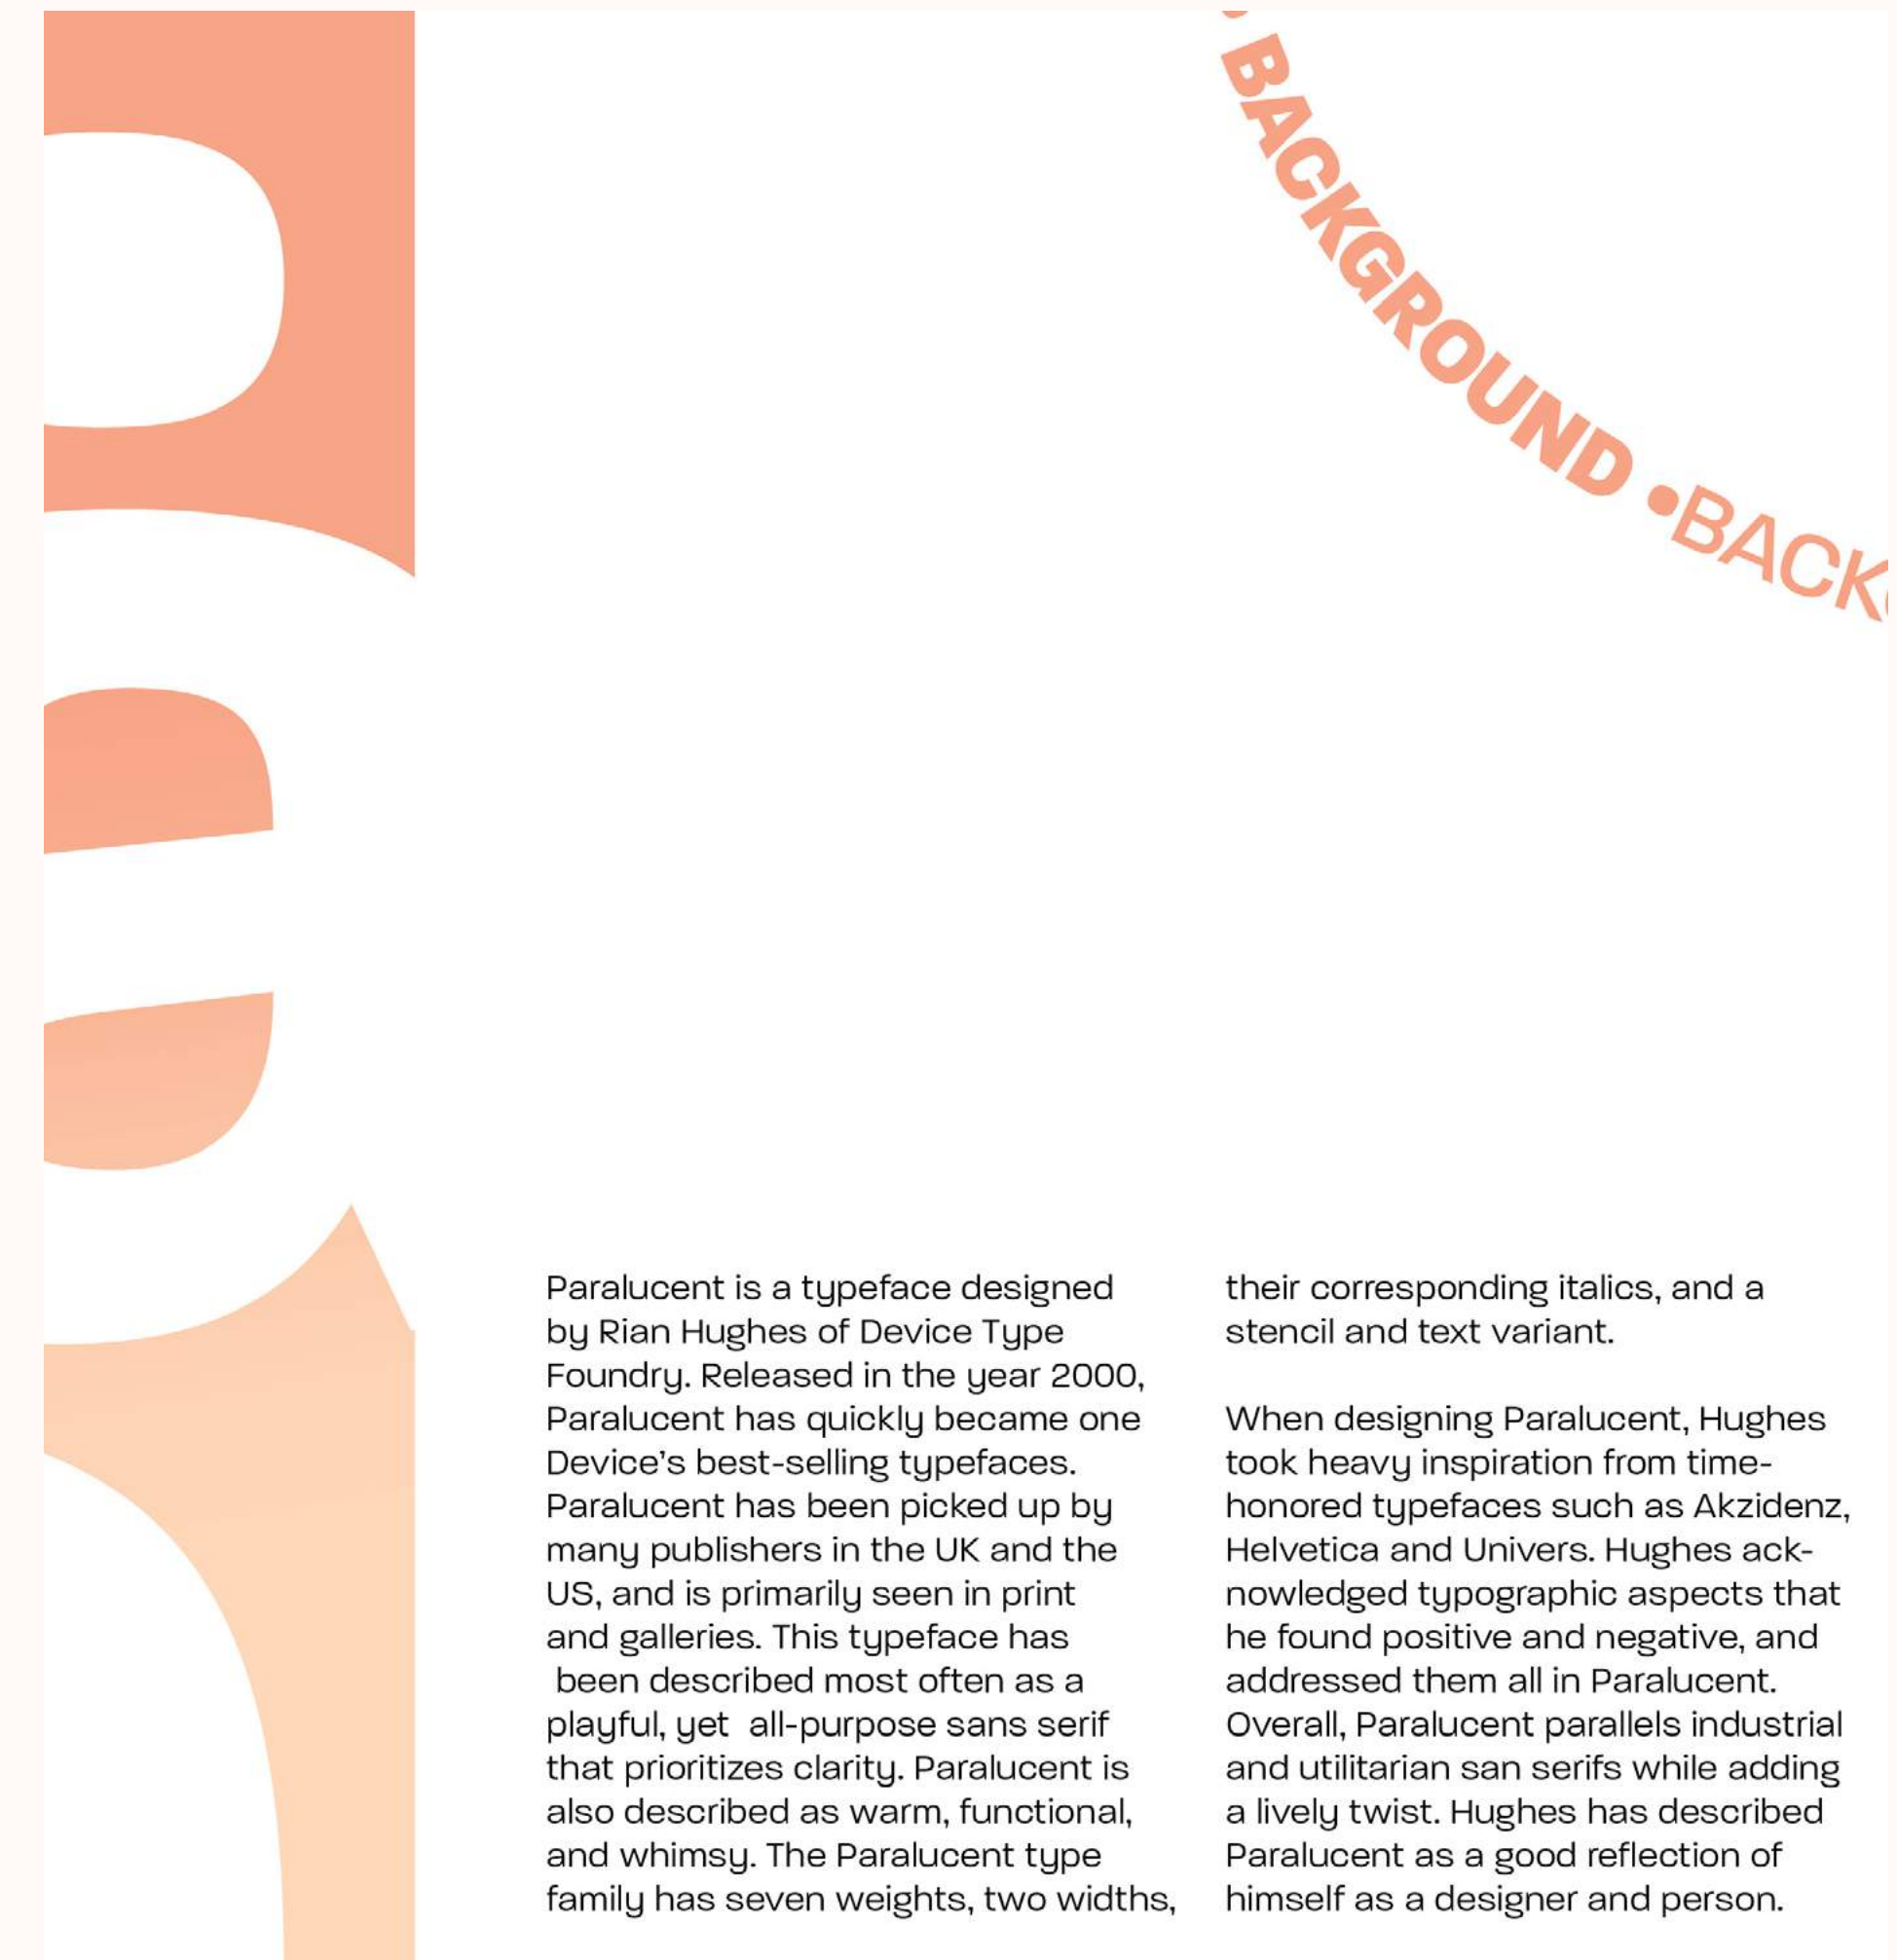 BACKGROUND •BACK
Paralucent is a typeface designed
by Rian Hughes of Device Type
Foundry. Released in the year 2000,
Paralucent has quickly became one
Device's best-selling typefaces.
Paralucent has been picked up by
many publishers in the UK and the
US, and is primarily seen in print
and galleries. This typeface has
been described most often as a
playful, yet  all-purpose sans serif
that prioritizes clarity. Paralucent is
also described as warm, functional,
and whimsy. The Paralucent type
family has seven weights, two widths,
their corresponding italics, and a
stencil and text variant.
When designing Paralucent, Hughes
took heavy inspiration from time-
honored typefaces such as Akzidenz,
Helvetica and Univers. Hughes ack-
nowledged typographic aspects that
he found positive and negative, and
addressed them all in Paralucent.
Overall, Paralucent parallels industrial
and utilitarian san serifs while adding
a lively twist. Hughes has described
Paralucent as a good reflection of
himself as a designer and person.